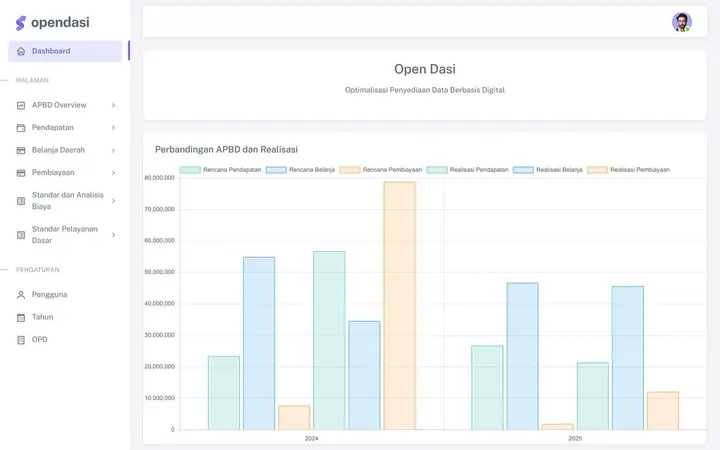 opendasi
Dashboard
HALAMAN
APBD Overview
Pendapatan
Belanja Daerah
Pembiayaan
Standar dan Analisis
Biaya
Standar Pelayanan
Dasar
PENGATURAN
Pengguna
Tahun
OPD
Open Dasi
Optimalisasi Penyediaan Data Berbasis Digital
Perbandingan APBD dan Realisasi
Rencana Pendapatan Rencana Belanja Rencana Pembiayaan Realisasi Pendapatan Realisasi Belanja Realisasi Pembiayaan
80,000,000
70,000,000
60,000,000
50,000,000
40,000,000
30,000,000
20,000,000
10,000,000
0
2024 2025